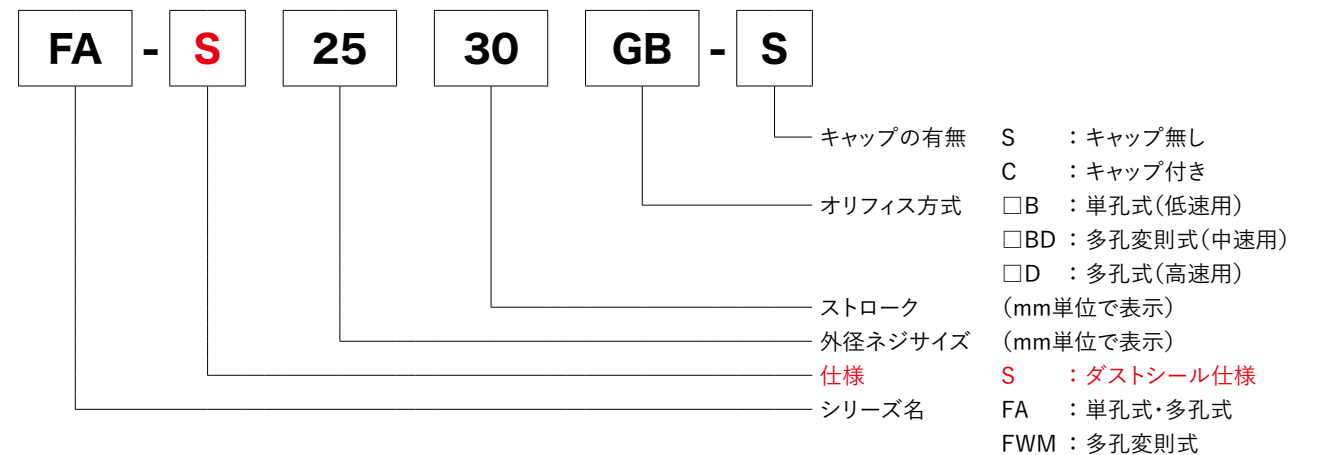 FA - S 25 30 GB - S
キャップの有無 S ：キャップ無し
C ：キャップ付き
オリフィス方式 □B ：単孔式（低速用）
□BD ：多孔変則式（中速用）
□D ：多孔式（高速用）
ストローク （mm単位で表示）
外径ネジサイズ （mm単位で表示）
仕様 S ：ダストシール仕様
シリーズ名 FA ：単孔式・多孔式
FWM ：多孔変則式